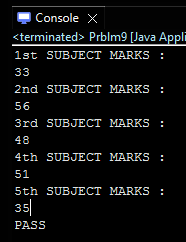 Console
<terminated> Prblm9 [Java Appli
1st SUBJECT MARKS :
33
2nd SUBJECT MARKS :
56
3rd SUBJECT MARKS :
48
4th SUBJECT MARKS :
51
5th SUBJECT MARKS :
35
PASS